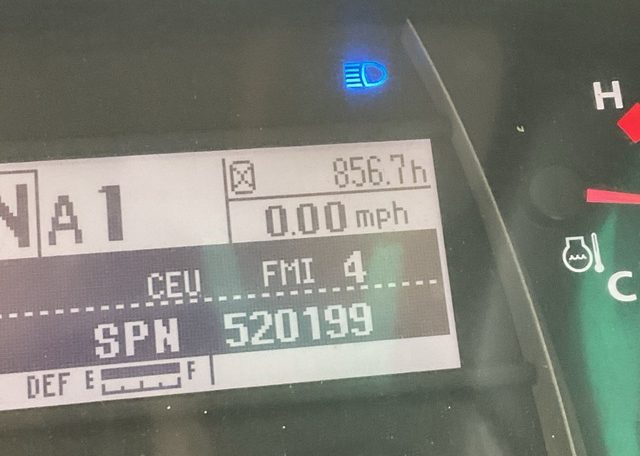 H
856.7h
N A1
0.00 mph
CEU FMI 4
C
SPN 520199
DEF E F